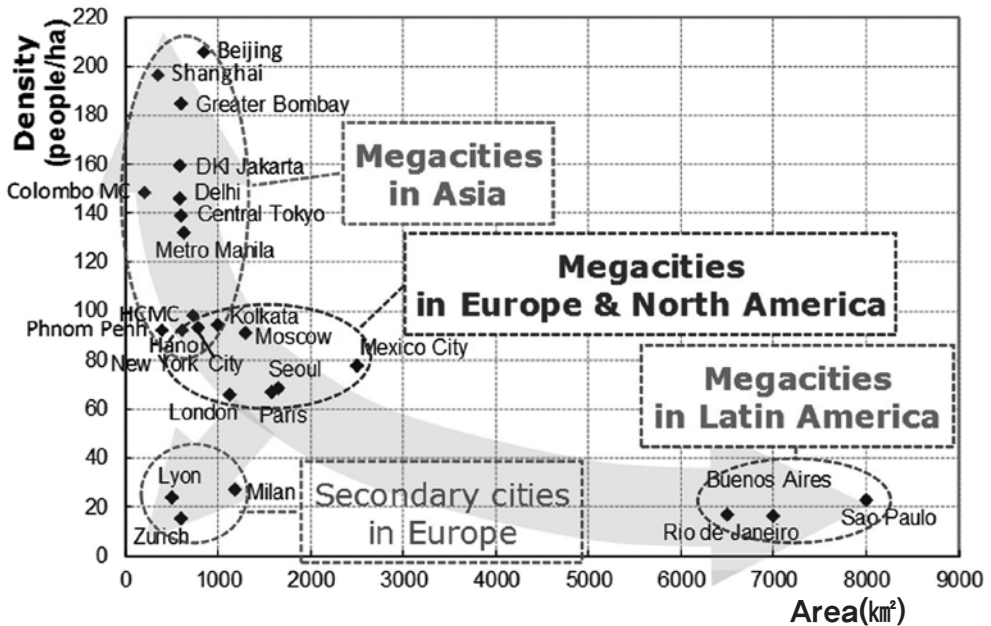 Density
(people/ha)
220
200
180
160
140
120
100
80
60
40
20
0
Beijing
Shanghai
Greater Bombay
DKI Jakarta
Colombo MC
Delhi
Central Tokyo
Metro Manila
Megacities
in Asia
Megacities
in Europe & North America
HCMC
Kolkata
Phnom Penh
Moscow
Hanoi
Mexico City
New York City
Seoul
London
Paris
Megacities
in Latin America
Lyon
Milan
Zurich
Secondary cities
in Europe
Buenos Aires
Rio de Janeiro
Sao Paulo
0 1000 2000 3000 4000 5000 6000 7000 8000 9000
Area(㎢)